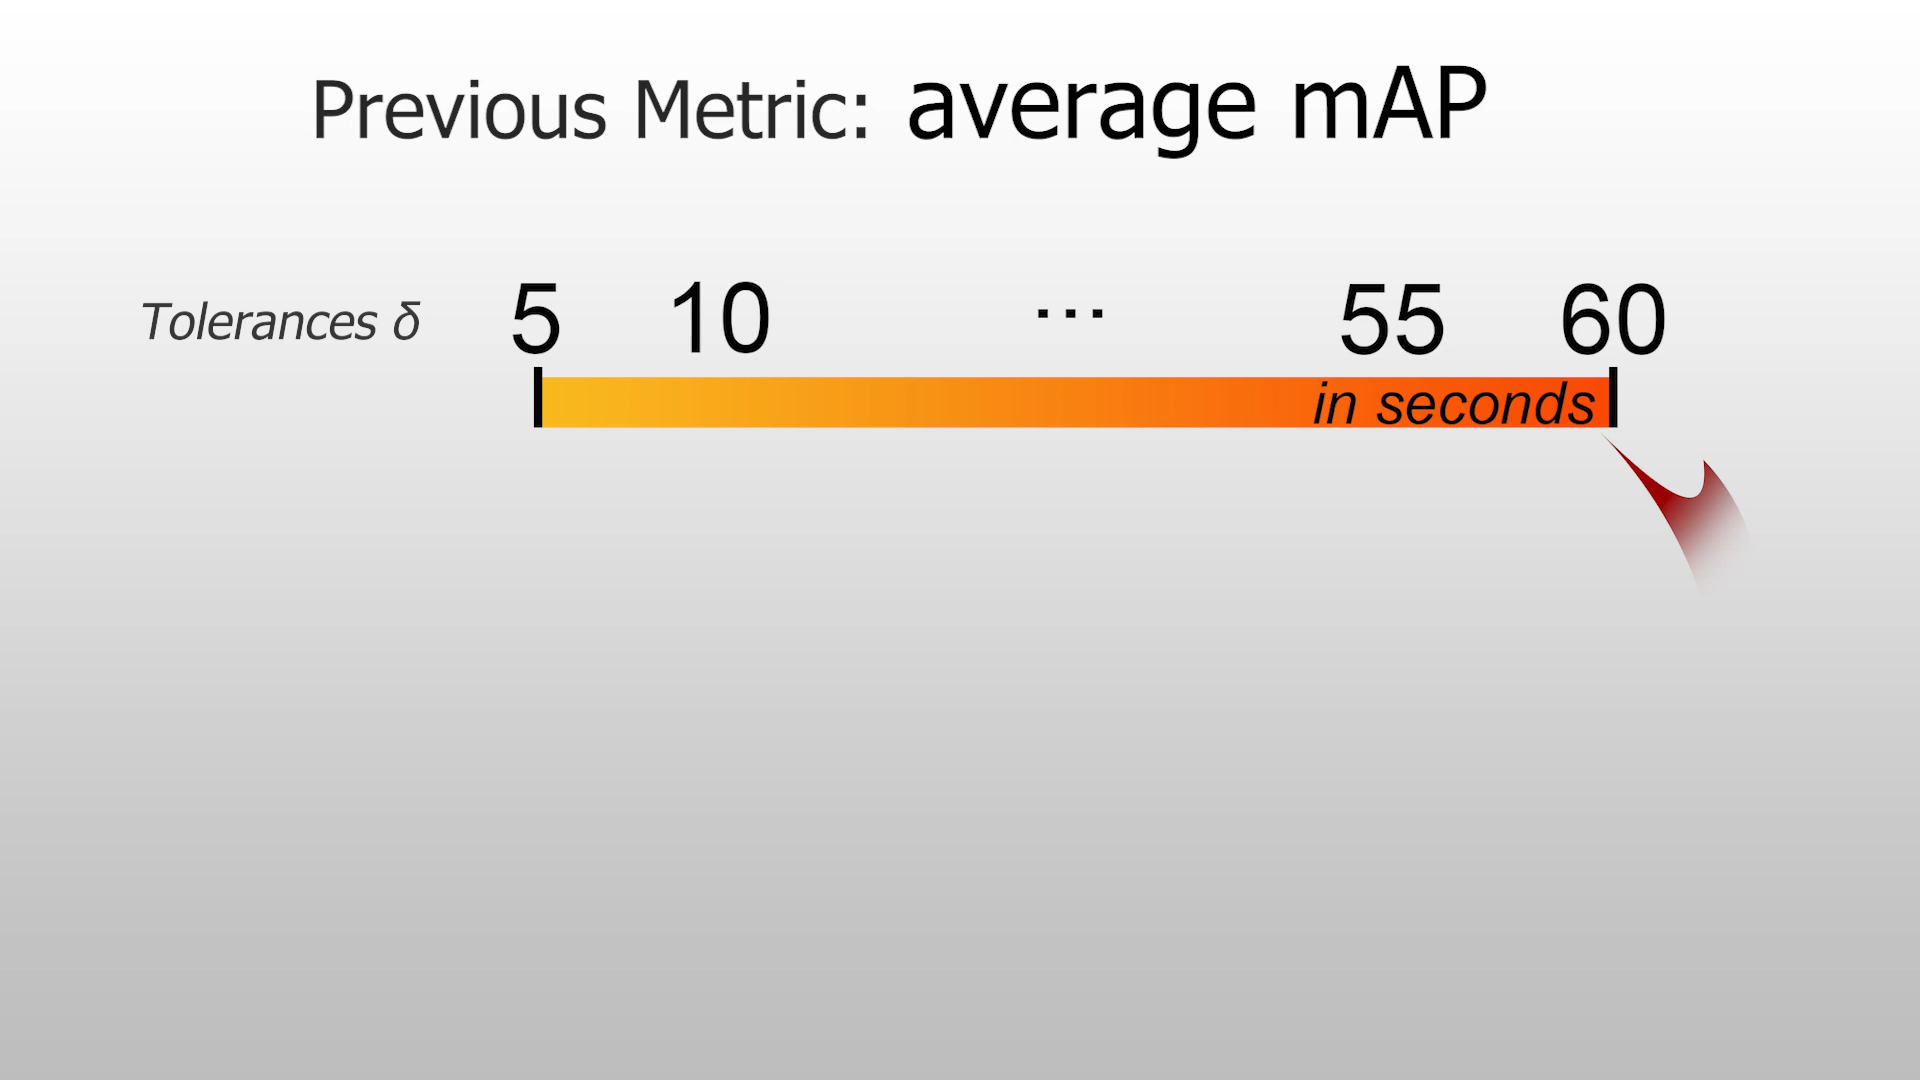 Previous Metric: average mAP
Tolerances δ 5 10 ... 55 60
in seconds